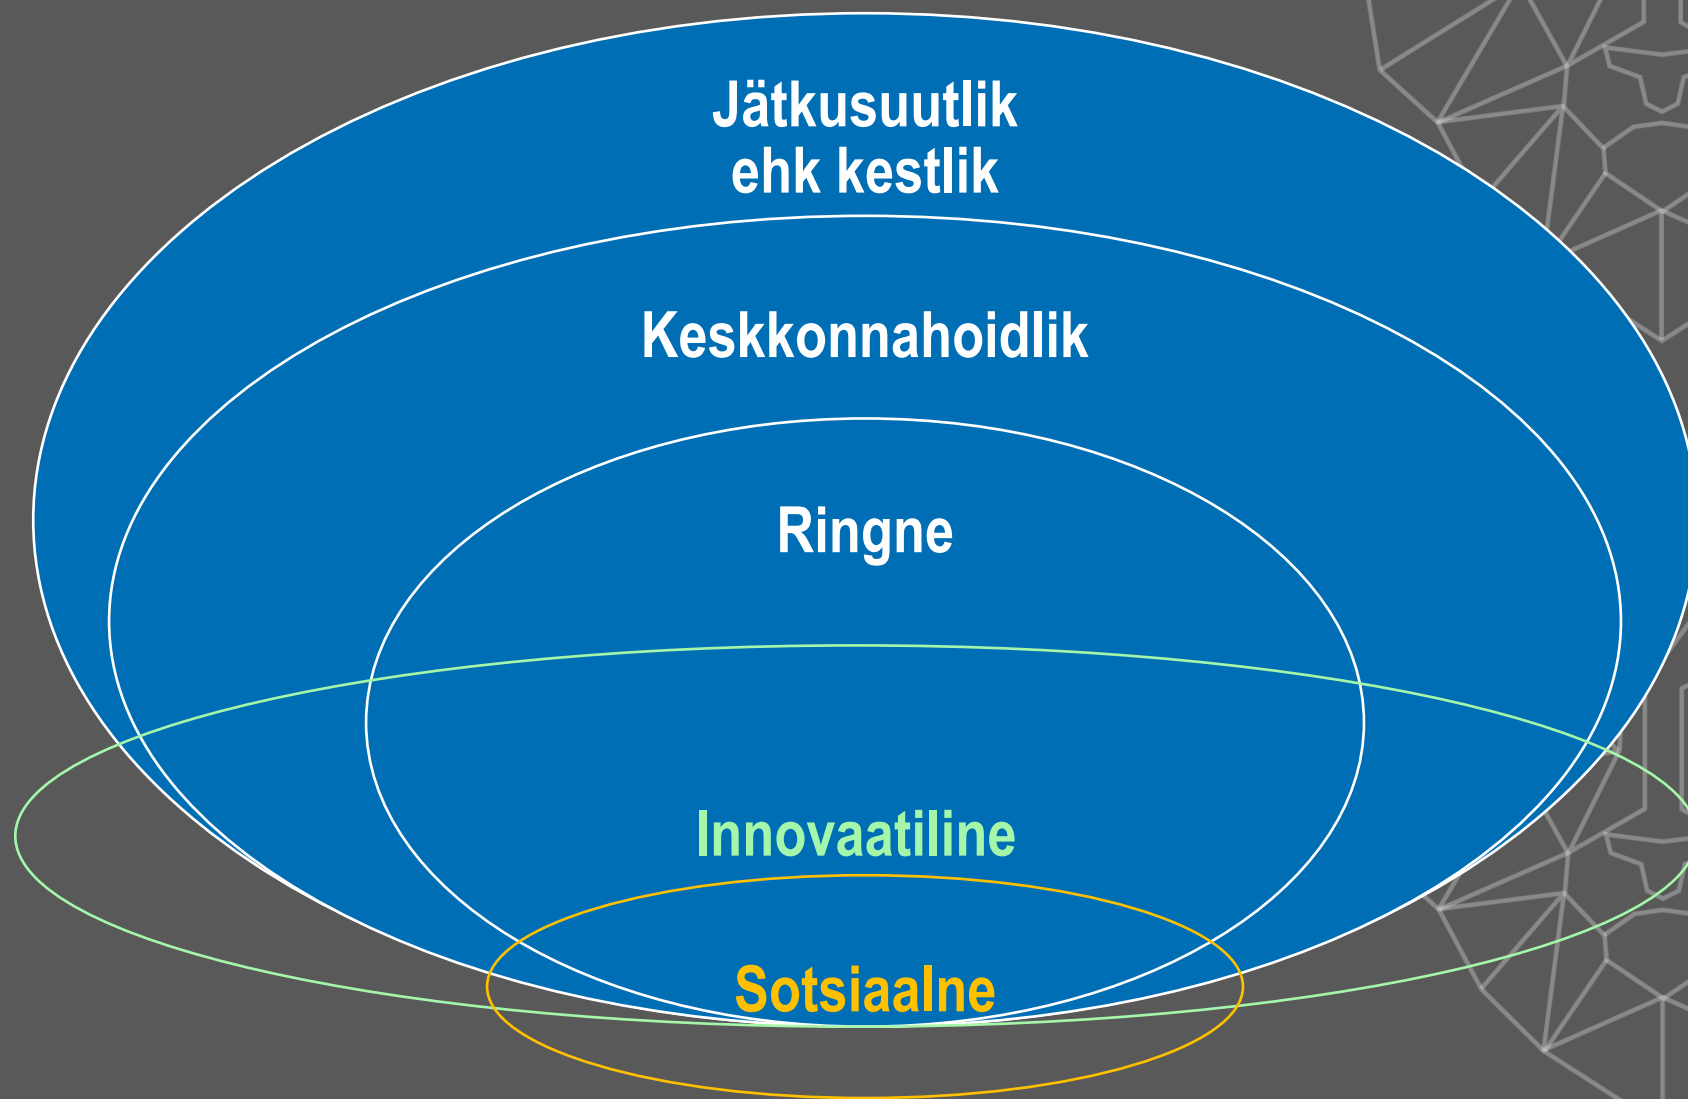 Jätkusuutlik
ehk kestlik
Keskkonnahoidlik
Ringne
Innovaatiline
Sotsiaalne